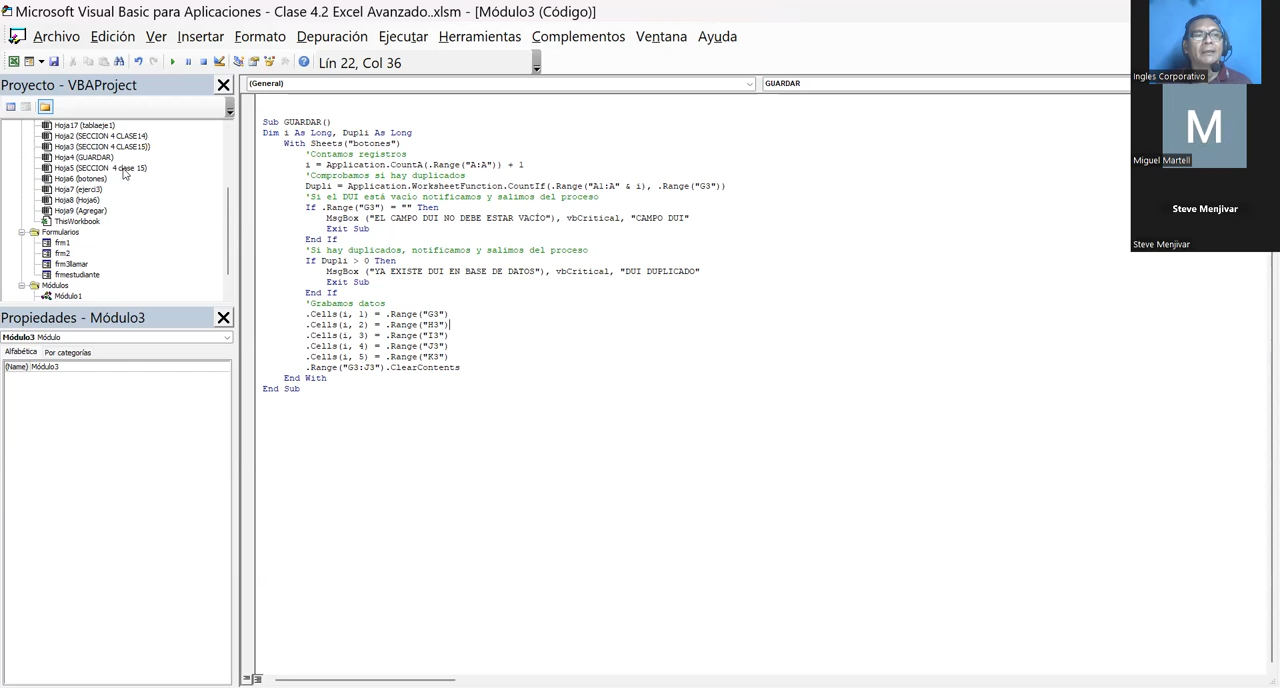 Microsoft Visual Basic para Aplicaciones - Clase 4.2 Excel Avanzado..xlsm - [Módulo3 (Código)]
Archivo Edición Ver Insertar Formato Depuración Ejecutar Herramientas Complementos Ventana Ayuda
Lín 22, Col 36
Proyecto - VBAProject
Hoja17 (tablaeje1)
Hoja2 (SECCION 4 CLASE14)
Hoja3 (SECCION 4 CLASE15))
Hoja4 (GUARDAR)
Hoja5 (SECCION 4 clase 15)
Hoja6 (botones)
Hoja7 (ejerci3)
Hoja8 (Hoja6)
Hoja9 (Agregar)
ThisWorkbook
Formularios
frm1
frm2
frm3llamar
frmestudiante
Módulos
Módulo1
Propiedades - Módulo3
Módulo3 Módulo
Alfabética Por categorías
(Name) Módulo3
(General) GUARDAR
Sub GUARDAR()
Dim i As Long, Dupli As Long
With Sheets("botones")
'Contamos registros
i = Application.CountA(.Range("A:A")) + 1
'Comprobamos si hay duplicados
Dupli = Application.WorksheetFunction.CountIf(.Range("A1:A" & i), .Range("G3"))
'Si el DUI está vacío notificamos y salimos del proceso
If .Range("G3") = "" Then
MsgBox ("EL CAMPO DUI NO DEBE ESTAR VACÍO"), vbCritical, "CAMPO DUI"
Exit Sub
End If
'Si hay duplicados, notificamos y salimos del proceso
If Dupli > 0 Then
MsgBox ("YA EXISTE DUI EN BASE DE DATOS"), vbCritical, "DUI DUPLICADO"
Exit Sub
End If
'Grabamos datos
.Cells(i, 1) = .Range("G3")
.Cells(i, 2) = .Range("H3")
.Cells(i, 3) = .Range("I3")
.Cells(i, 4) = .Range("J3")
.Cells(i, 5) = .Range("K3")
.Range("G3:J3").ClearContents
End With
End Sub
Ingles Corporativo
M
Miguel Martell
Steve Menjivar
Steve Menjivar